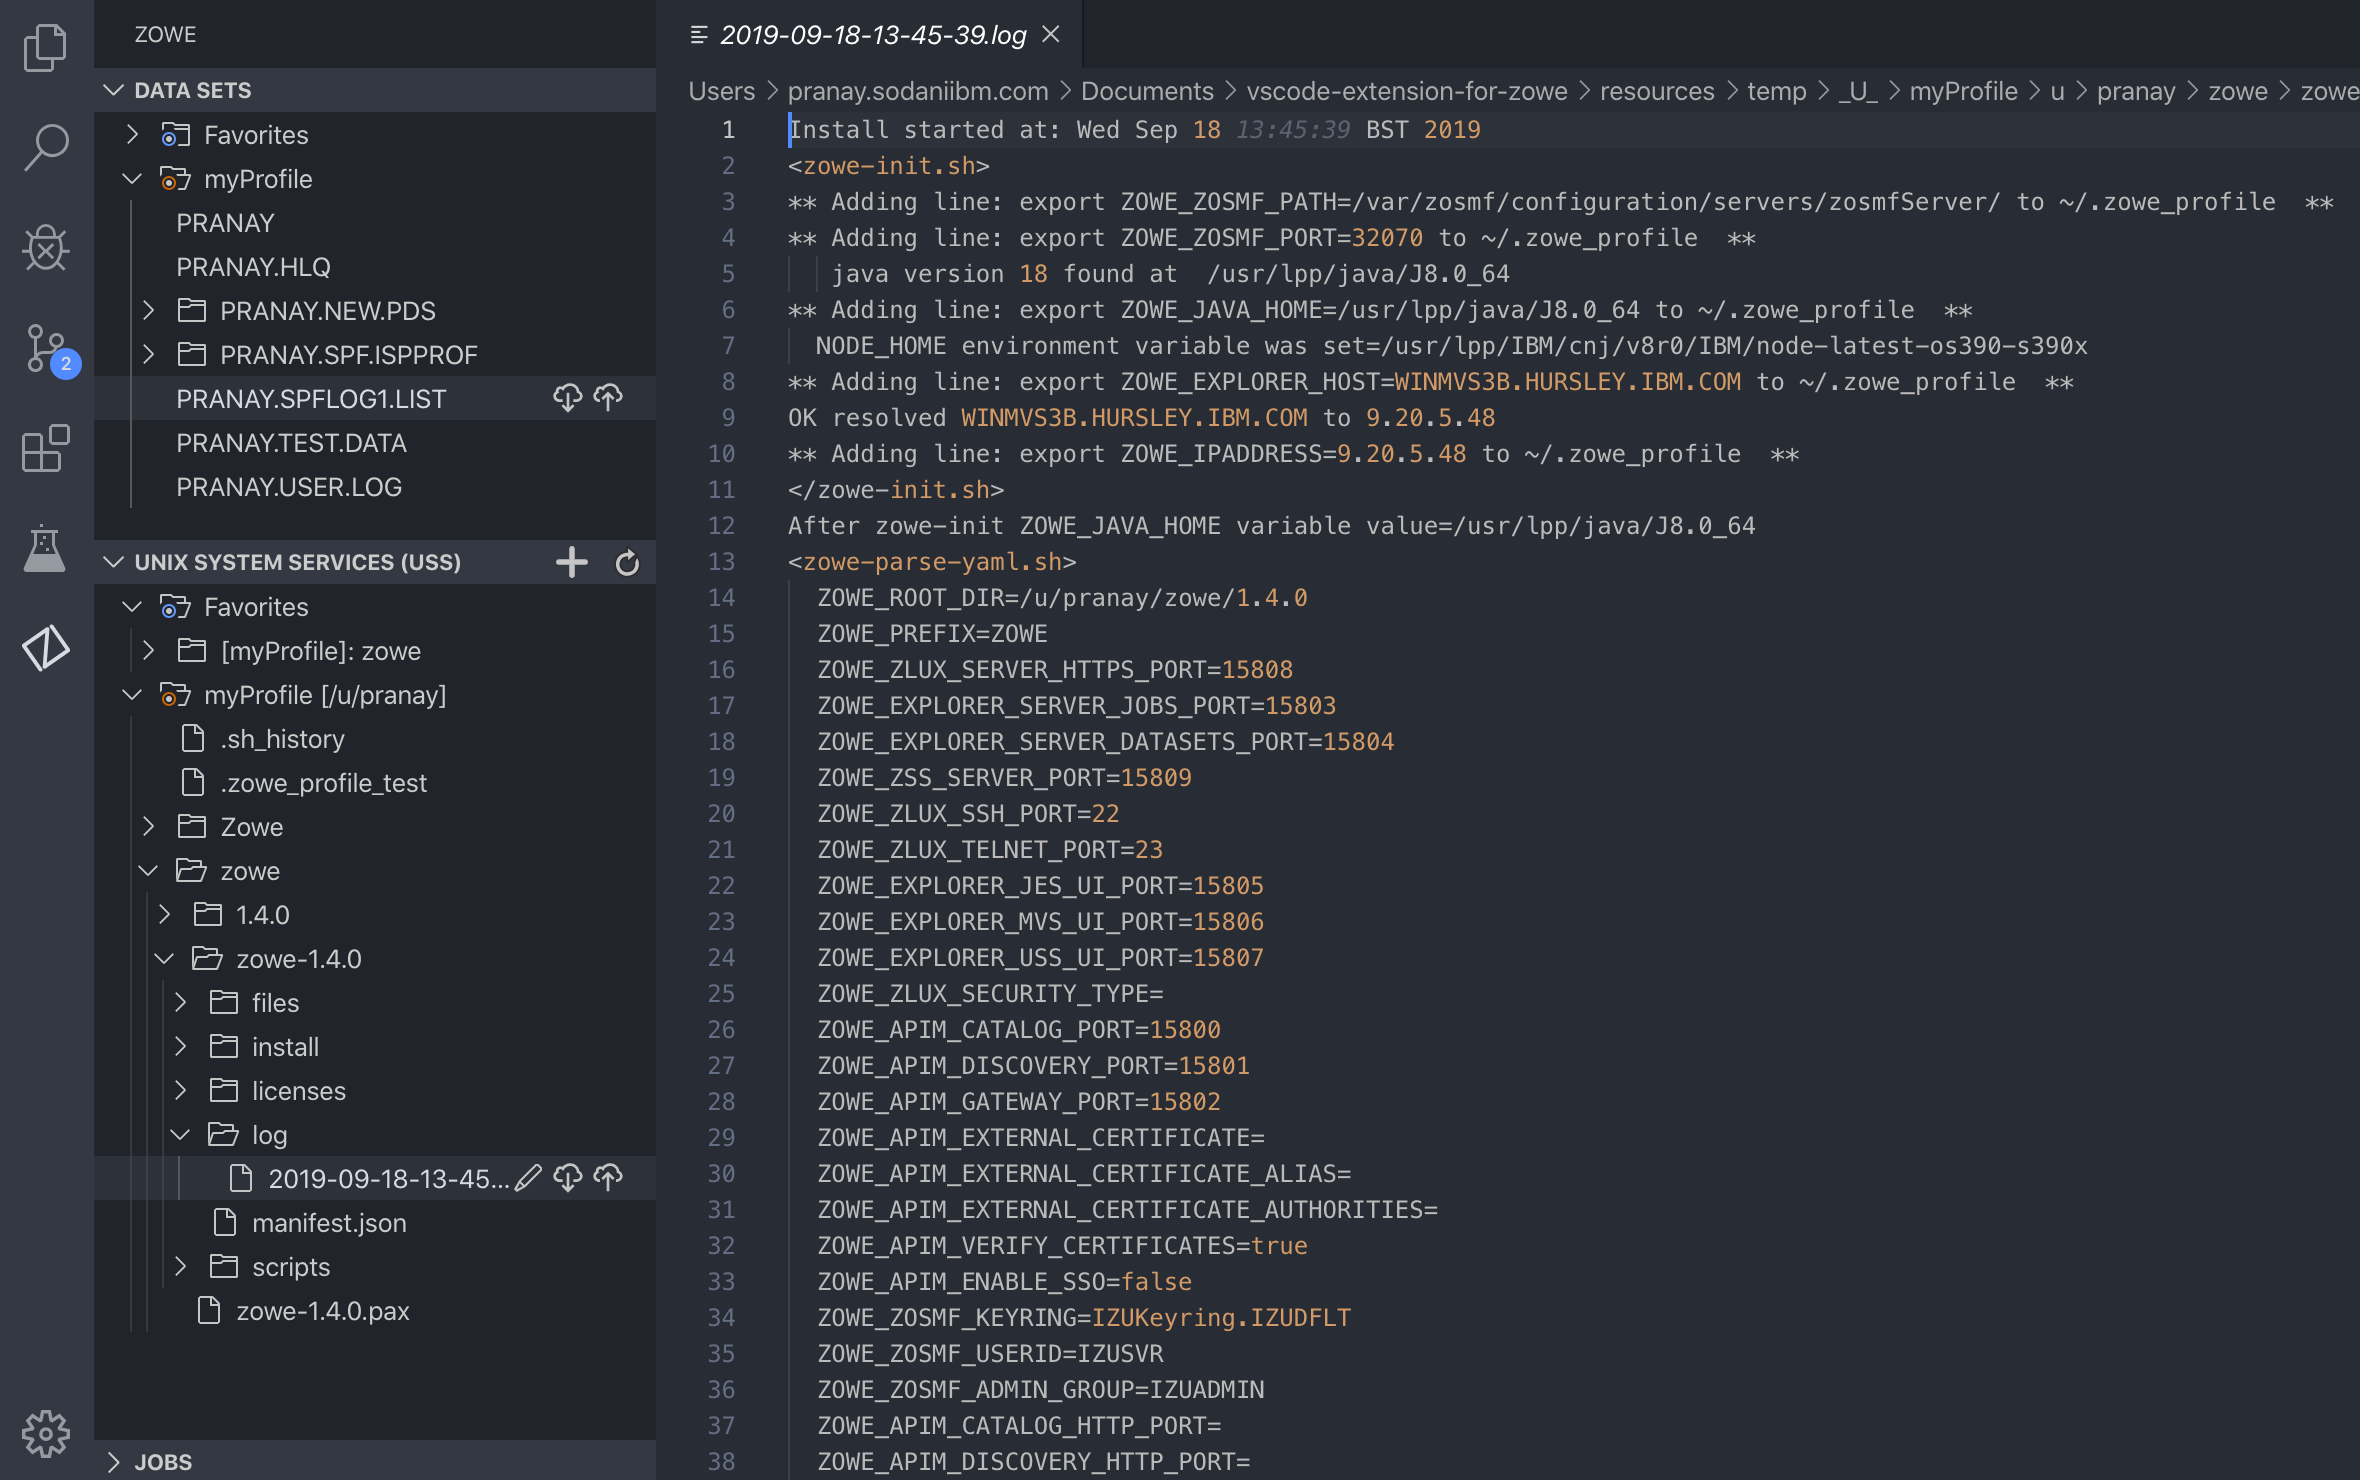 ZOWE
DATA SETS
Favorites
myProfile
PRANAY
PRANAY.HLQ
PRANAY.NEW.PDS
PRANAY.SPF.ISPPROF
PRANAY.SPFLOG1.LIST
PRANAY.TEST.DATA
PRANAY.USER.LOG
UNIX SYSTEM SERVICES (USS)
Favorites
[myProfile]: zowe
myProfile [/u/pranay]
.sh_history
.zowe_profile_test
Zowe
zowe
1.4.0
zowe-1.4.0
files
install
licenses
log
2019-09-18-13-45...
manifest.json
scripts
zowe-1.4.0.pax
JOBS
2
2019-09-18-13-45-39.log
Users > pranay.sodaniibm.com > Documents > vscode-extension-for-zowe > resources > temp > _U_ > myProfile > u > pranay > zowe > zowe
1 Install started at: Wed Sep 18 13:45:39 BST 2019
2 <zowe-init.sh>
3 ** Adding line: export ZOWE_ZOSMF_PATH=/var/zosmf/configuration/servers/zosmfServer/ to ~/.zowe_profile  **
4 ** Adding line: export ZOWE_ZOSMF_PORT=32070 to ~/.zowe_profile  **
5 java version 18 found at  /usr/lpp/java/J8.0_64
6 ** Adding line: export ZOWE_JAVA_HOME=/usr/lpp/java/J8.0_64 to ~/.zowe_profile  **
7 NODE_HOME environment variable was set=/usr/lpp/IBM/cnj/v8r0/IBM/node-latest-os390-s390x
8 ** Adding line: export ZOWE_EXPLORER_HOST=WINMVS3B.HURSLEY.IBM.COM to ~/.zowe_profile  **
9 OK resolved WINMVS3B.HURSLEY.IBM.COM to 9.20.5.48
10 ** Adding line: export ZOWE_IPADDRESS=9.20.5.48 to ~/.zowe_profile  **
11 </zowe-init.sh>
12 After zowe-init ZOWE_JAVA_HOME variable value=/usr/lpp/java/J8.0_64
13 <zowe-parse-yaml.sh>
14 ZOWE_ROOT_DIR=/u/pranay/zowe/1.4.0
15 ZOWE_PREFIX=ZOWE
16 ZOWE_ZLUX_SERVER_HTTPS_PORT=15808
17 ZOWE_EXPLORER_SERVER_JOBS_PORT=15803
18 ZOWE_EXPLORER_SERVER_DATASETS_PORT=15804
19 ZOWE_ZSS_SERVER_PORT=15809
20 ZOWE_ZLUX_SSH_PORT=22
21 ZOWE_ZLUX_TELNET_PORT=23
22 ZOWE_EXPLORER_JES_UI_PORT=15805
23 ZOWE_EXPLORER_MVS_UI_PORT=15806
24 ZOWE_EXPLORER_USS_UI_PORT=15807
25 ZOWE_ZLUX_SECURITY_TYPE=
26 ZOWE_APIM_CATALOG_PORT=15800
27 ZOWE_APIM_DISCOVERY_PORT=15801
28 ZOWE_APIM_GATEWAY_PORT=15802
29 ZOWE_APIM_EXTERNAL_CERTIFICATE=
30 ZOWE_APIM_EXTERNAL_CERTIFICATE_ALIAS=
31 ZOWE_APIM_EXTERNAL_CERTIFICATE_AUTHORITIES=
32 ZOWE_APIM_VERIFY_CERTIFICATES=true
33 ZOWE_APIM_ENABLE_SSO=false
34 ZOWE_ZOSMF_KEYRING=IZUKeyring.IZUDFLT
35 ZOWE_ZOSMF_USERID=IZUSVR
36 ZOWE_ZOSMF_ADMIN_GROUP=IZUADMIN
37 ZOWE_APIM_CATALOG_HTTP_PORT=
38 ZOWE_APIM_DISCOVERY_HTTP_PORT=